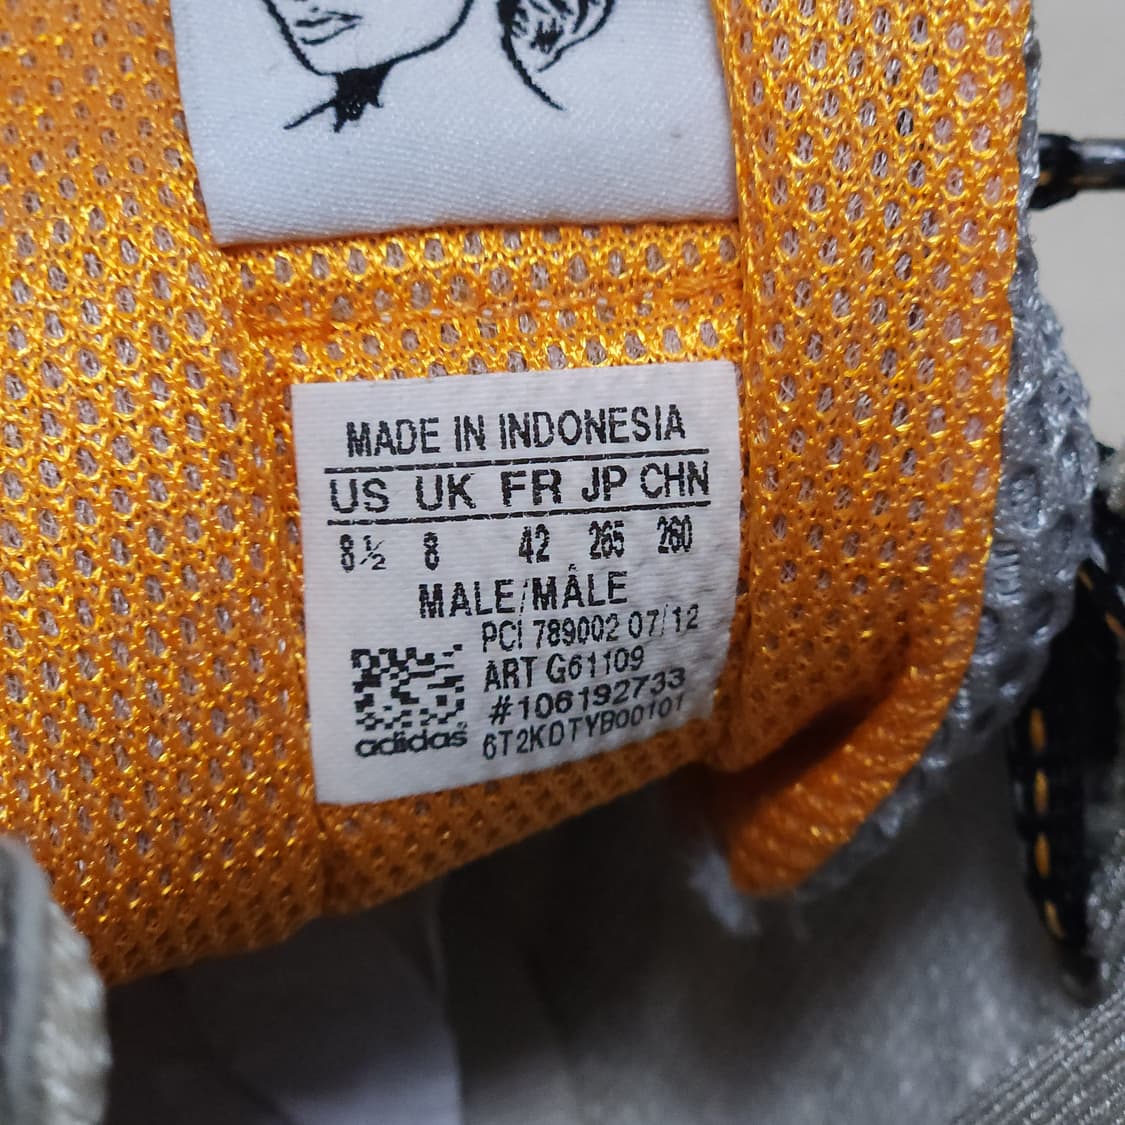 MADE IN INDONESIA
US UK FR JP CHN
8½ 8 42 265 260
MALE/MÂLE
PCI 789002 07/12
ART G61109
#106192733
6T2KDTYB00101
adidas